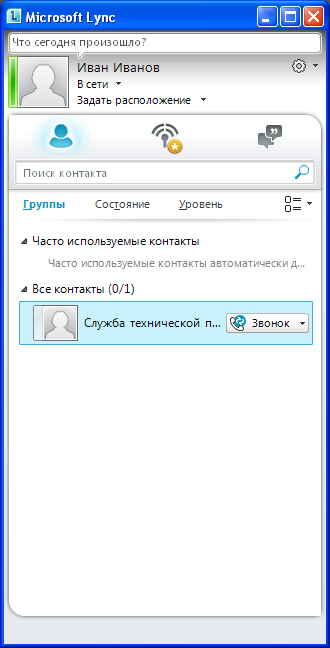 Microsoft Lync
Что сегодня произошло?
Иван Иванов
В сети
Задать расположение
Поиск контакта
Группы Состояние Уровень
Часто используемые контакты
Часто используемые контакты автоматически д...
Все контакты (0/1)
Служба технической п... Звонок